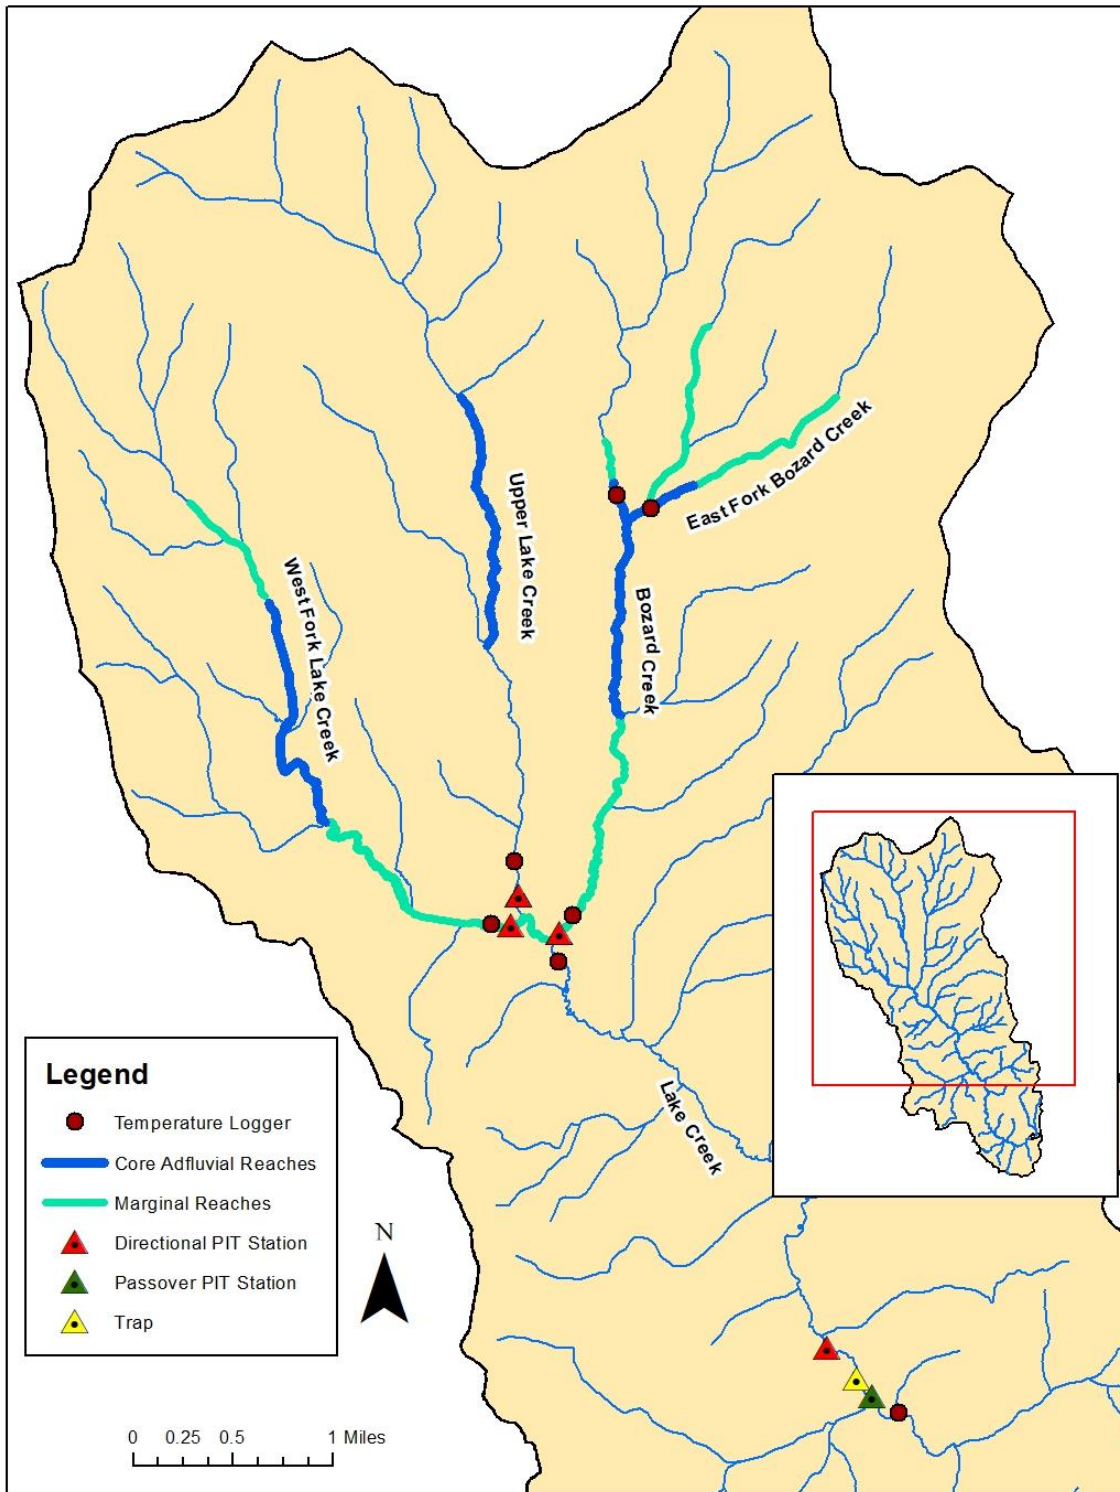 East Fork Bozard Creek
Upper Lake Creek
West Fork Lake Creek
Bozard Creek
Lake Creek
Legend
Temperature Logger
Core Adfluvial Reaches
Marginal Reaches
Directional PIT Station
Passover PIT Station
Trap
N
0 0.25 0.5 1 Miles